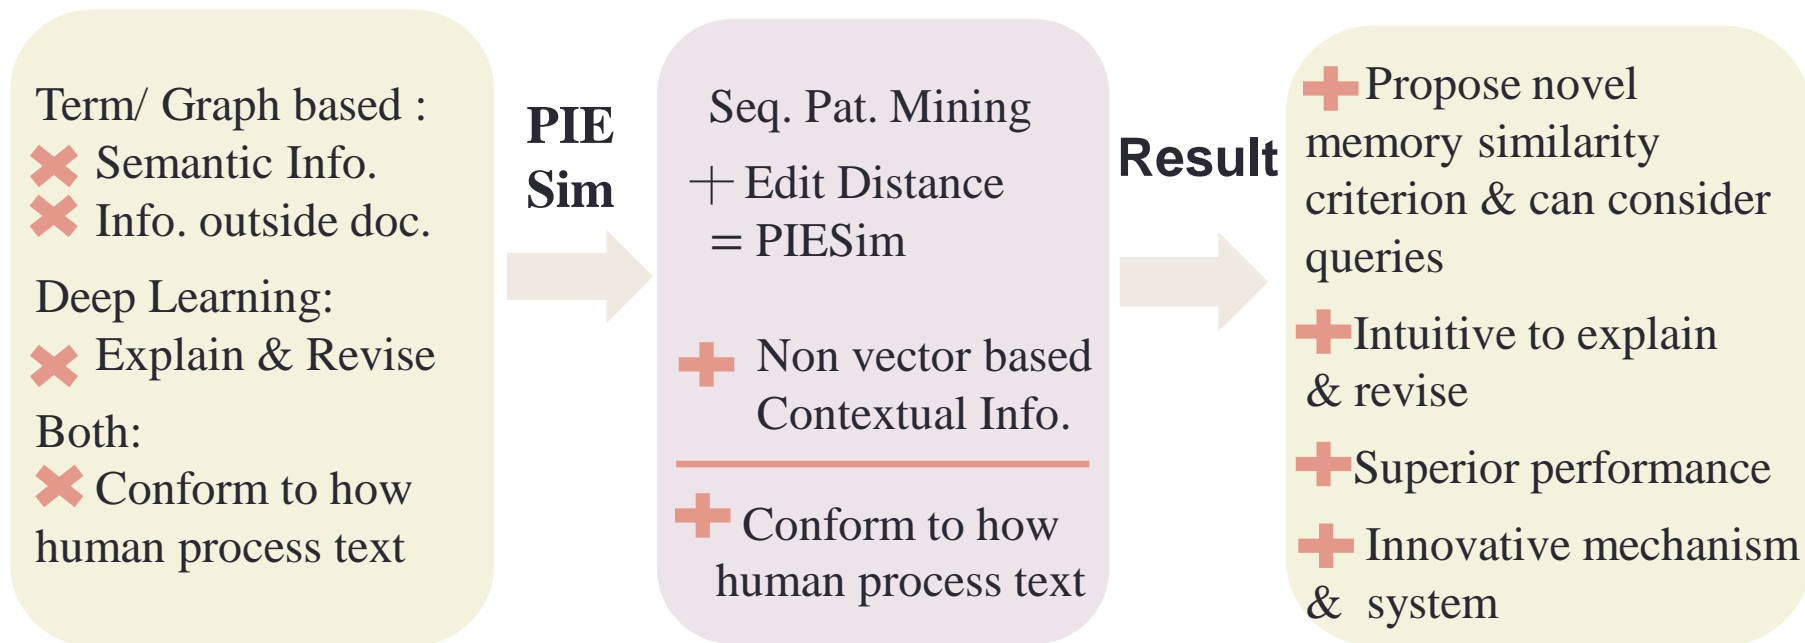 Term/ Graph based :
Semantic Info.
Info. outside doc.
Deep Learning:
Explain & Revise
Both:
Conform to how
human process text
PIE
Sim
Seq. Pat. Mining
+ Edit Distance
= PIESim
Non vector based
Contextual Info.
Conform to how
human process text
Result
Propose novel
memory similarity
criterion & can consider
queries
Intuitive to explain
& revise
Superior performance
Innovative mechanism
& system